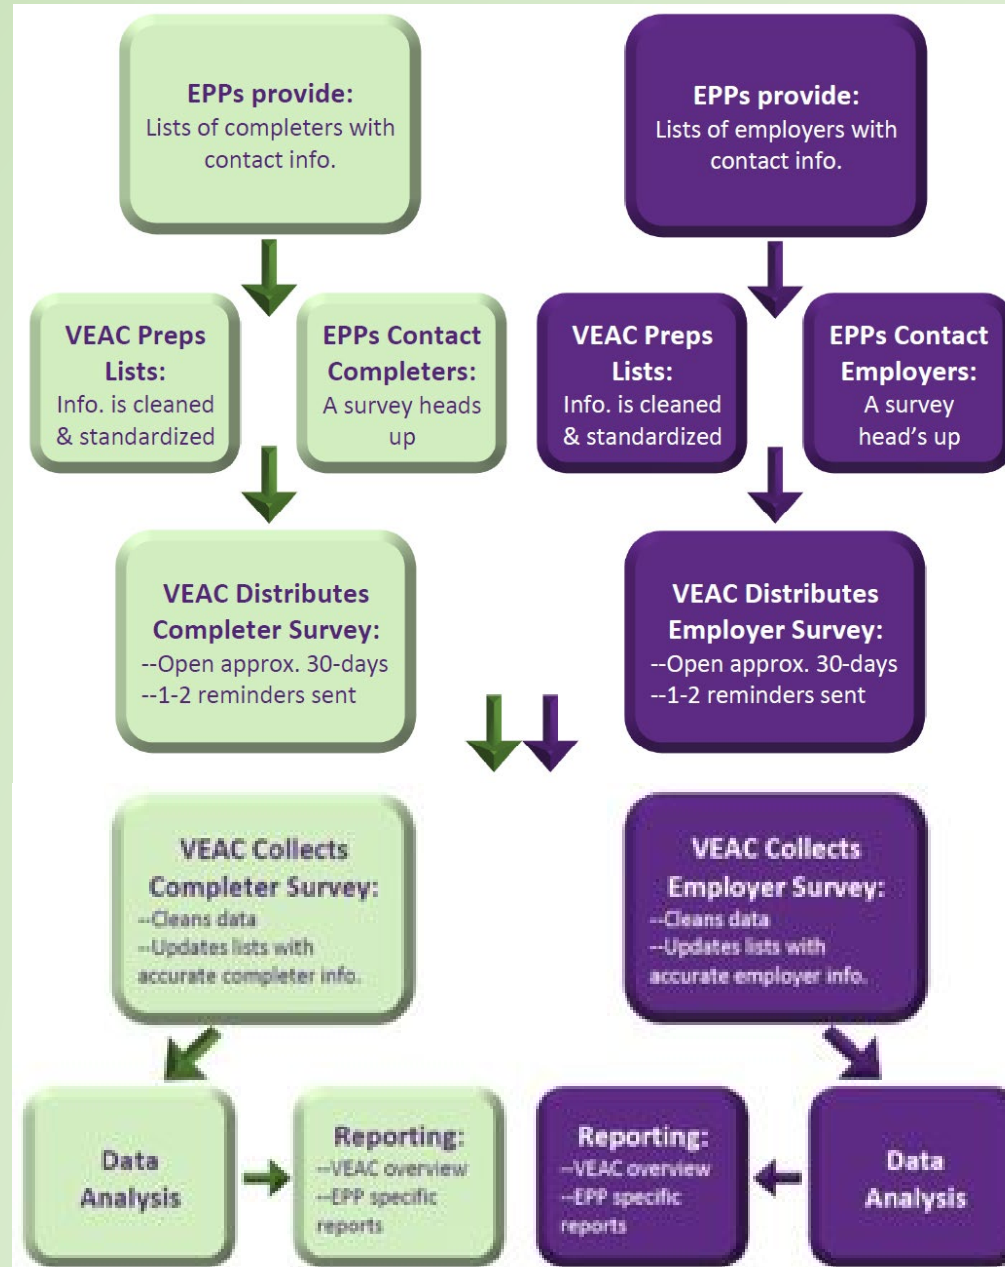 EPPs provide:
Lists of completers with
contact info.
EPPs provide:
Lists of employers with
contact info.
VEAC Preps
Lists:
Info. is cleaned
& standardized
EPPs Contact
Completers:
A survey heads
up
VEAC Preps
Lists:
Info. is cleaned
& standardized
EPPs Contact
Employers:
A survey
head's up
VEAC Distributes
Completer Survey:
--Open approx. 30-days
--1-2 reminders sent
VEAC Distributes
Employer Survey:
--Open approx. 30-days
--1-2 reminders sent
VEAC Collects
Completer Survey:
--Cleans data
--Updates lists with
accurate completer info.
VEAC Collects
Employer Survey:
--Cleans data
--Updates lists with
accurate employer info.
Data
Analysis
Reporting:
--VEAC overview
--EPP specific
reports
Reporting:
--VEAC overview
--EPP specific
reports
Data
Analysis